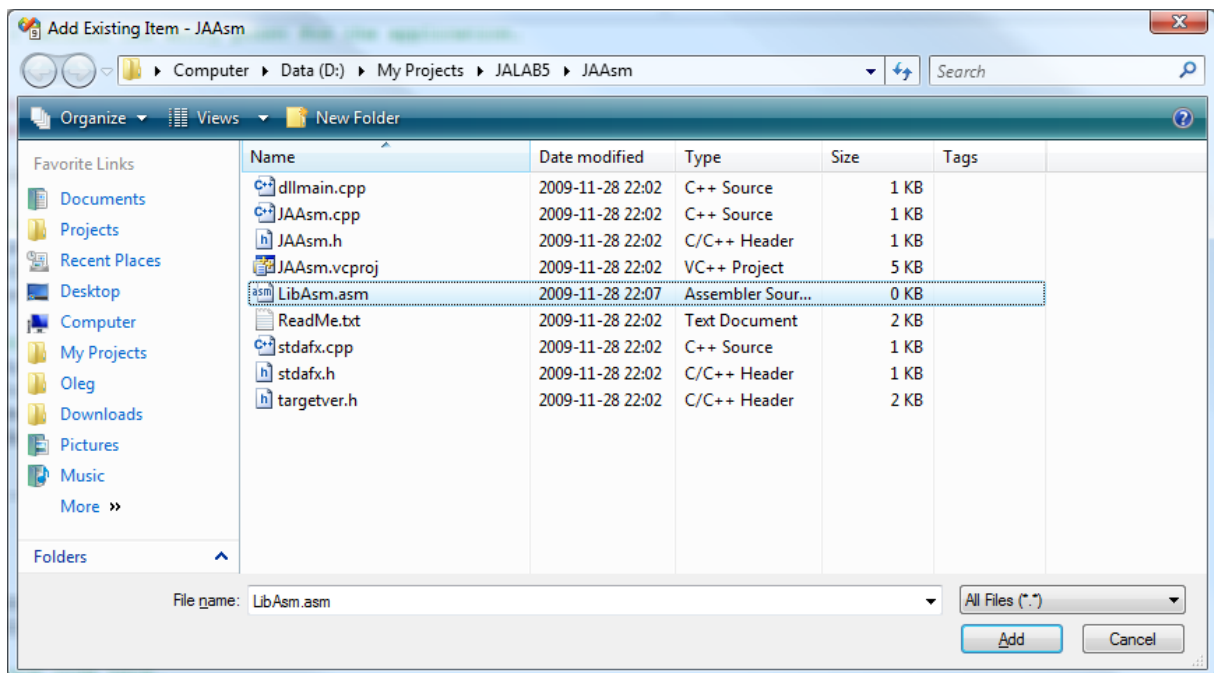 Add Existing Item - JAAsm
Computer Data (D:) My Projects JALAB5 JAAsm Search
Organize Views New Folder
Favorite Links
Documents
Projects
Recent Places
Desktop
Computer
My Projects
Oleg
Downloads
Pictures
Music
More »
Folders
Name Date modified Type Size Tags
dllmain.cpp 2009-11-28 22:02 C++ Source 1 KB
JAAsm.cpp 2009-11-28 22:02 C++ Source 1 KB
JAAsm.h 2009-11-28 22:02 C/C++ Header 1 KB
JAAsm.vcproj 2009-11-28 22:02 VC++ Project 5 KB
LibAsm.asm 2009-11-28 22:07 Assembler Sour... 0 KB
ReadMe.txt 2009-11-28 22:02 Text Document 2 KB
stdafx.cpp 2009-11-28 22:02 C++ Source 1 KB
stdafx.h 2009-11-28 22:02 C/C++ Header 1 KB
targetver.h 2009-11-28 22:02 C/C++ Header 2 KB
File name: LibAsm.asm All Files (*.*)
Add Cancel